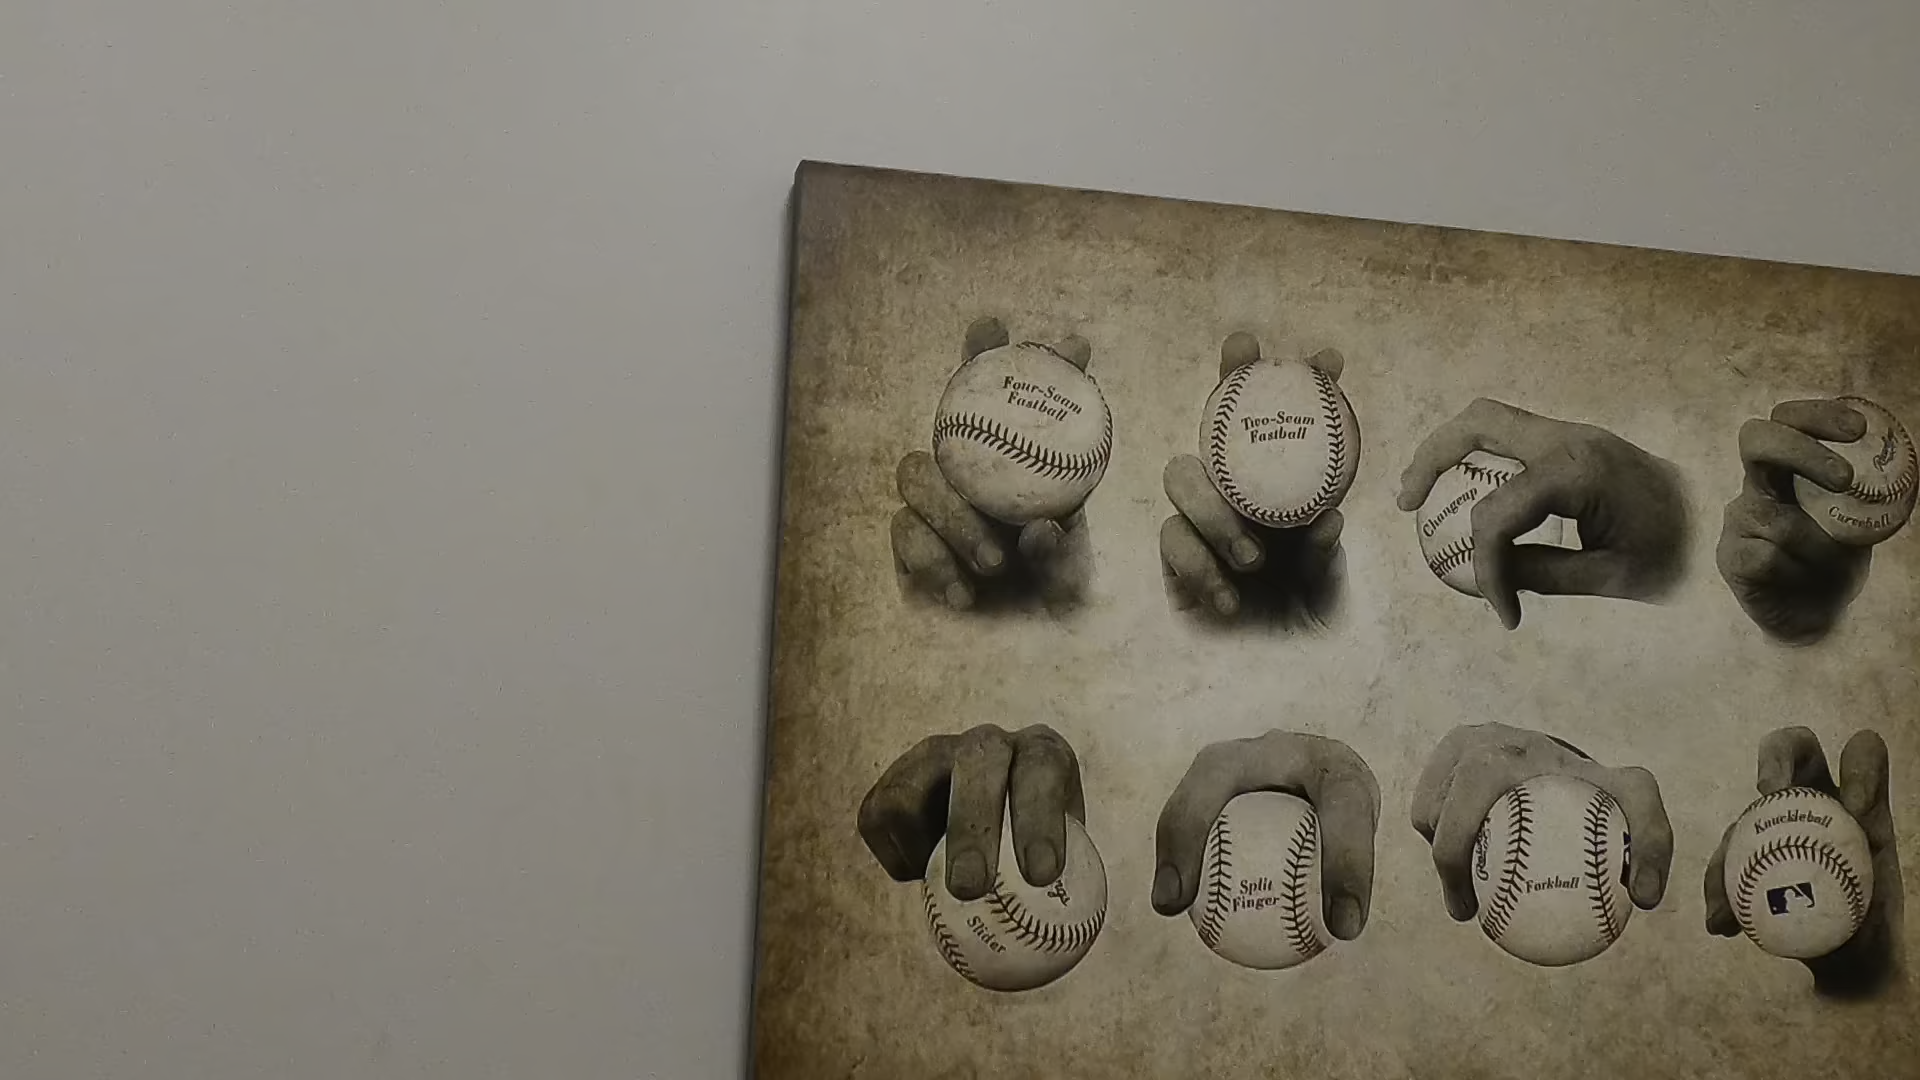 Four-Seam
Fastball
Two-Seam
Fastball
Changeup
Curveball
Slider
Split
Finger
Forkball
Knuckleball